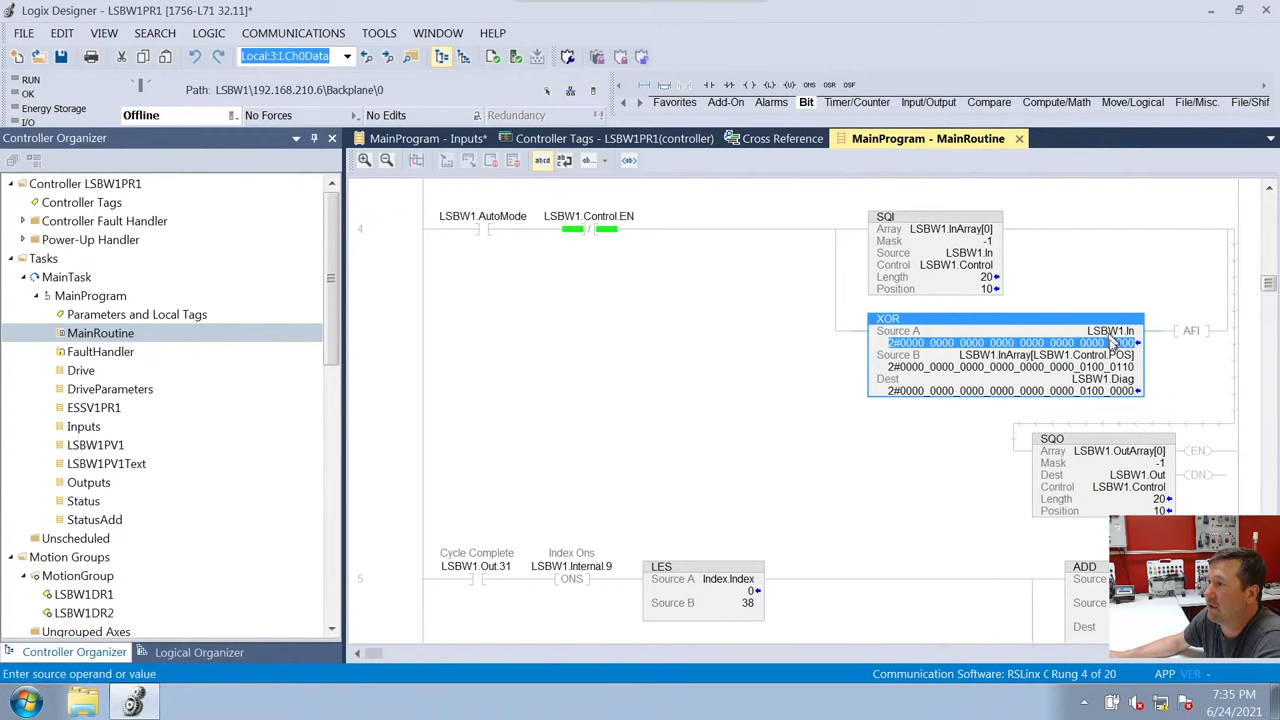 Logix Designer - LSBW1PR1 [1756-L71 32.11]*
FILE EDIT VIEW SEARCH LOGIC COMMUNICATIONS TOOLS WINDOW HELP
Local:3:I.Ch0Data
RUN
OK
Energy Storage
I/O
Path: LSBW1\192.168.210.6\Backplane\0
Offline No Forces No Edits Redundancy
ONS OSR OSF
Favorites Add-On Alarms Bit Timer/Counter Input/Output Compare Compute/Math Move/Logical File/Misc. File/Shif
Controller Organizer
MainProgram - Inputs* Controller Tags - LSBW1PR1(controller) Cross Reference MainProgram - MainRoutine
Controller LSBW1PR1
Controller Tags
Controller Fault Handler
Power-Up Handler
Tasks
MainTask
MainProgram
Parameters and Local Tags
MainRoutine
FaultHandler
Drive
DriveParameters
ESSV1PR1
Inputs
LSBW1PV1
LSBW1PV1Text
Outputs
Status
StatusAdd
Unscheduled
Motion Groups
MotionGroup
LSBW1DR1
LSBW1DR2
Ungrouped Axes
Controller Organizer Logical Organizer
4
LSBW1.AutoMode LSBW1.Control.EN
SQI
Array LSBW1.InArray[0]
Mask -1
Source LSBW1.In
Control LSBW1.Control
Length 20
Position 10
XOR
Source A LSBW1.In
Source B LSBW1.InArray[LSBW1.Control.POS]
2#0000_0000_0000_0000_0000_0000_0100_0110
Dest LSBW1.Diag
2#0000_0000_0000_0000_0000_0000_0100_0000
AFI
SQO
Array LSBW1.OutArray[0]
Mask -1
Dest LSBW1.Out
Control LSBW1.Control
Length 20
Position 10
EN
DN
5
Cycle Complete
LSBW1.Out.31
Index Ons
LSBW1.Internal.9
ONS
LES
Source A Index.Index
0
Source B 38
ADD
Source
Source
Dest
Enter source operand or value
Communication Software: RSLinx C Rung 4 of 20 APP VER -
7:35 PM
6/24/2021